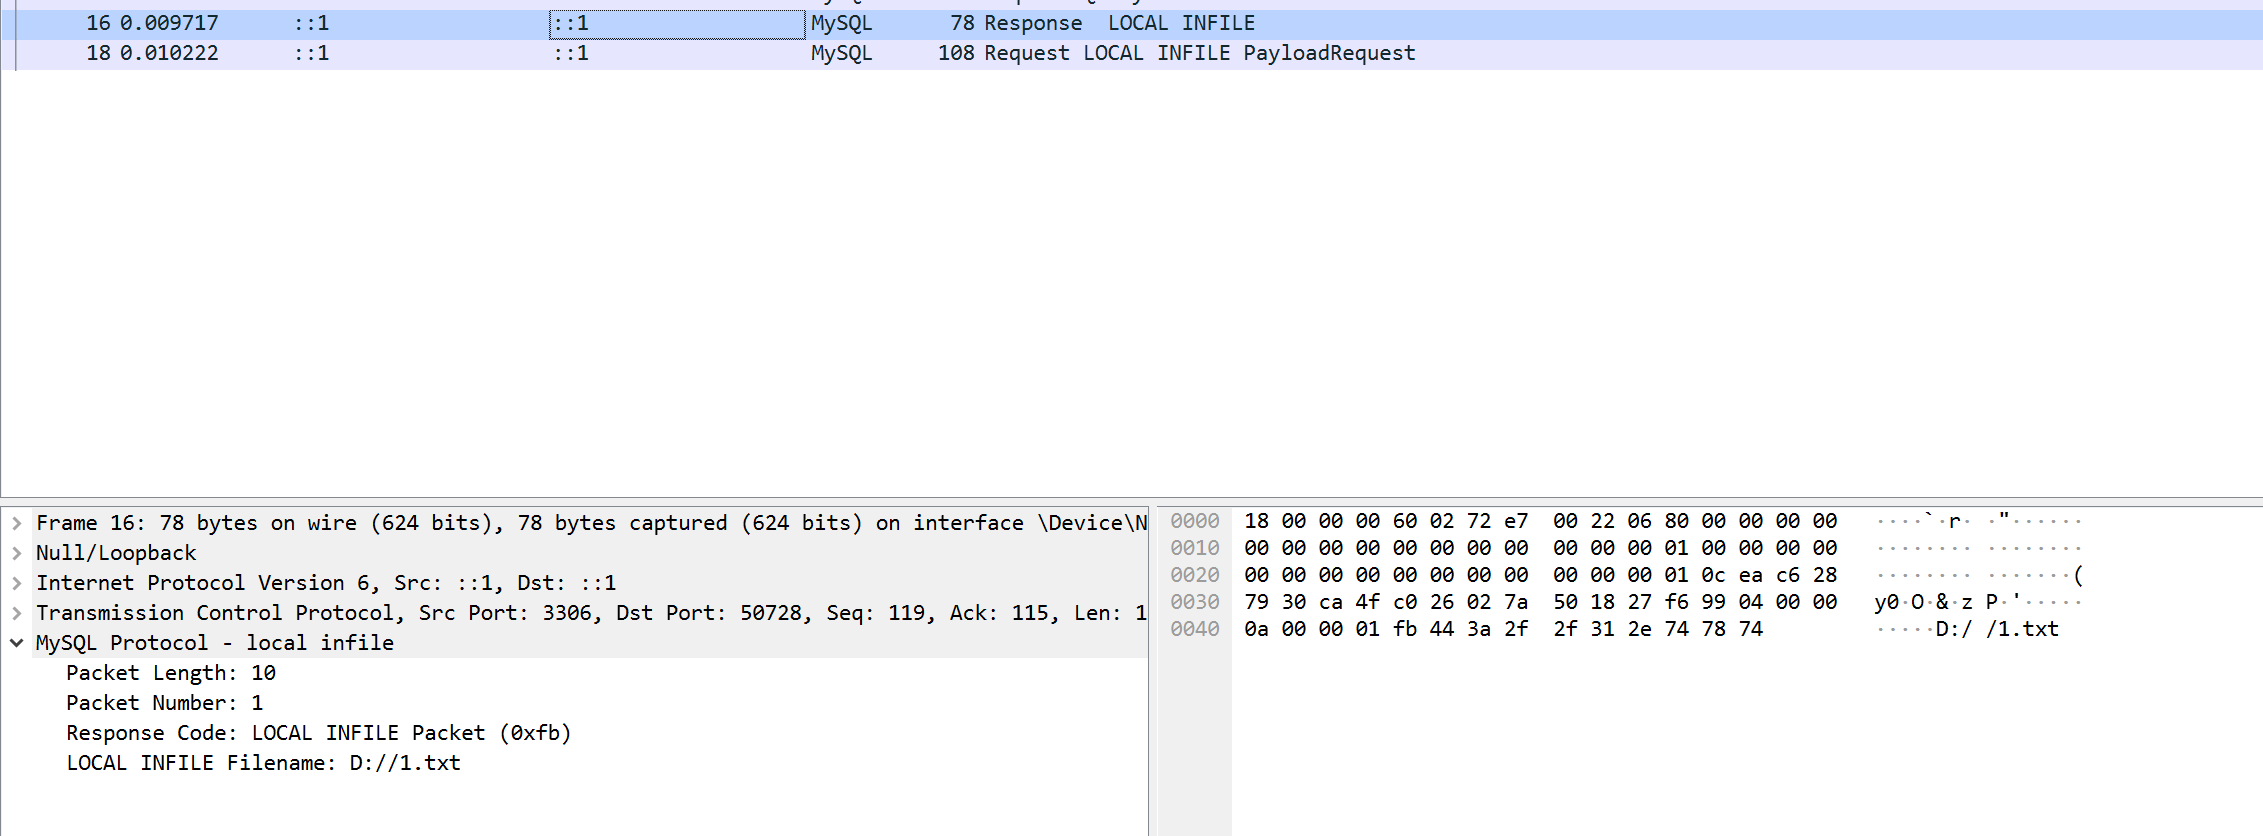 16 0.009717 ::1 ::1 MySQL 78 Response LOCAL INFILE
18 0.010222 ::1 ::1 MySQL 108 Request LOCAL INFILE PayloadRequest
Frame 16: 78 bytes on wire (624 bits), 78 bytes captured (624 bits) on interface \Device\N
Null/Loopback
Internet Protocol Version 6, Src: ::1, Dst: ::1
Transmission Control Protocol, Src Port: 3306, Dst Port: 50728, Seq: 119, Ack: 115, Len: 1
MySQL Protocol - local infile
Packet Length: 10
Packet Number: 1
Response Code: LOCAL INFILE Packet (0xfb)
LOCAL INFILE Filename: D://1.txt
0000 18 00 00 00 60 02 72 e7 00 22 06 80 00 00 00 00 ····`·r· ·"······
0010 00 00 00 00 00 00 00 00 00 00 00 01 00 00 00 00 ········ ········
0020 00 00 00 00 00 00 00 00 00 00 00 01 0c ea c6 28 ········ ·······(
0030 79 30 ca 4f c0 26 02 7a 50 18 27 f6 99 04 00 00 y0·O·&·z P·'·····
0040 0a 00 00 01 fb 44 3a 2f 2f 31 2e 74 78 74 ·····D:/ /1.txt